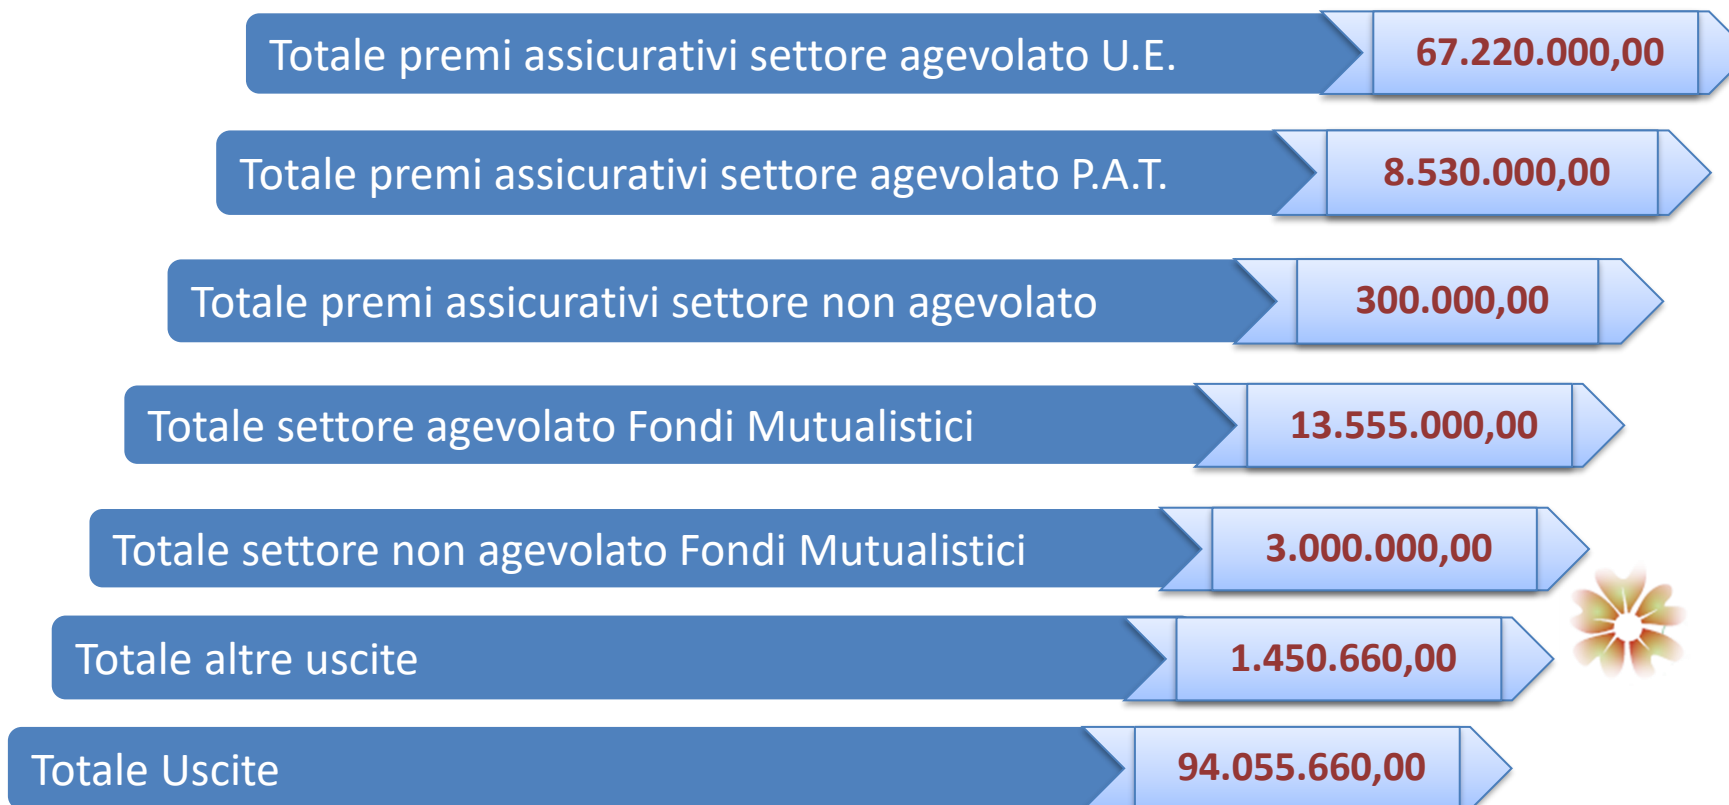 Totale premi assicurativi settore agevolato U.E. 67.220.000,00
Totale premi assicurativi settore agevolato P.A.T. 8.530.000,00
Totale premi assicurativi settore non agevolato 300.000,00
Totale settore agevolato Fondi Mutualistici 13.555.000,00
Totale settore non agevolato Fondi Mutualistici 3.000.000,00
Totale altre uscite 1.450.660,00
Totale Uscite 94.055.660,00